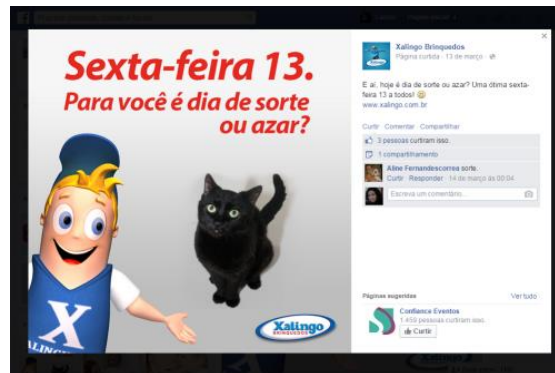 Sexta-feira 13.
Para você é dia de sorte
ou azar?
X
XALINGO
Xalingo
BRINQUEDOS
Xalingo Brinquedos
Página curtida · 13 de março ·
E aí, hoje é dia de sorte ou azar? Uma ótima sexta-
feira 13 a todos!
www.xalingo.com.br
Curtir · Comentar · Compartilhar
3 pessoas curtiram isso.
1 compartilhamento
Aline Fernandescorrea sorte.
Curtir · Responder · 14 de março às 00:04
Escreva um comentário...
Páginas sugeridas
Ver tudo
Confiance Eventos
1.459 pessoas curtiram isso.
Curtir